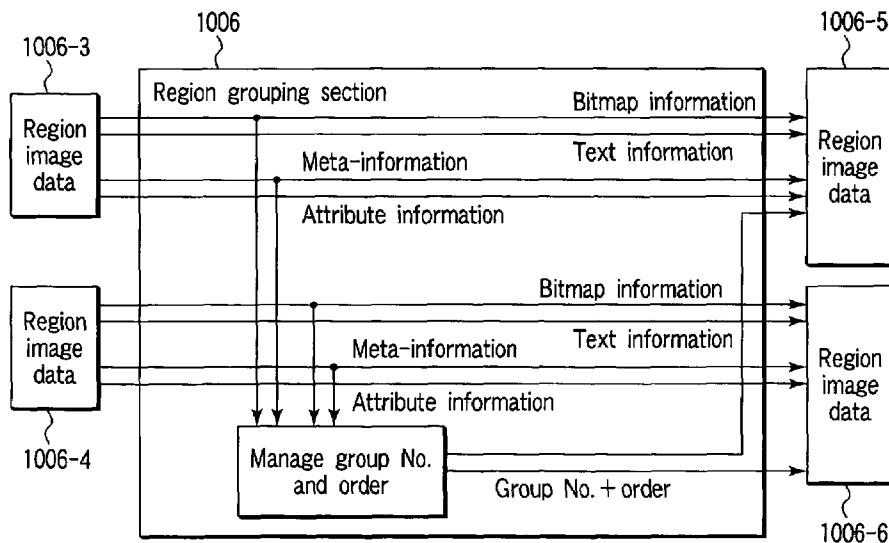 1006-3
1006
1006-5
Region grouping section
Region
image
data
Bitmap information
Text information
Meta-information
Attribute information
Region
image
data
Region
image
data
Bitmap information
Text information
Meta-information
Attribute information
Region
image
data
1006-4
Manage group No.
and order
Group No. + order
1006-6